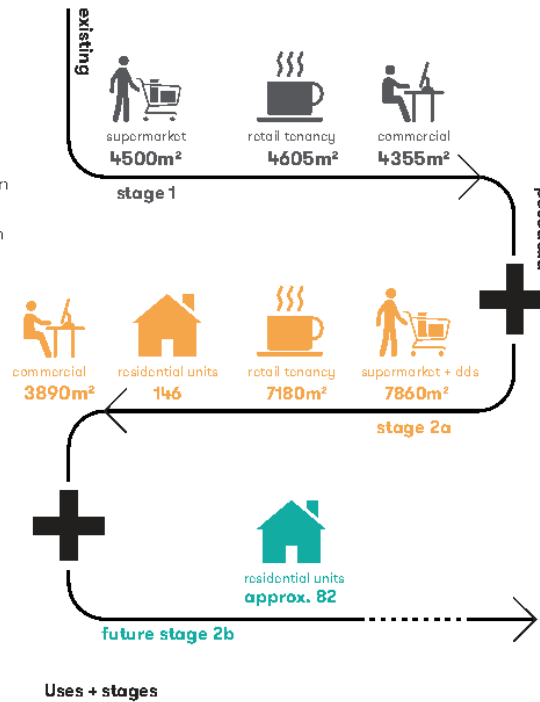 existing
supermarket
4500m²
retail tenancy
4605m²
commercial
4355m²
stage 1
commercial
3890m²
residential units
146
retail tenancy
7180m²
supermarket + dds
7860m²
stage 2a
residential units
approx. 82
future stage 2b
Uses + stages